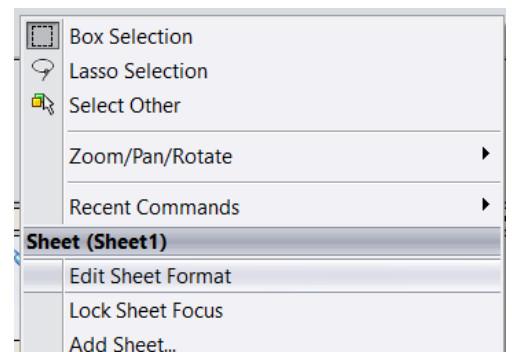 Box Selection
Lasso Selection
Select Other
Zoom/Pan/Rotate
Recent Commands
Sheet (Sheet1)
Edit Sheet Format
Lock Sheet Focus
Add Sheet...